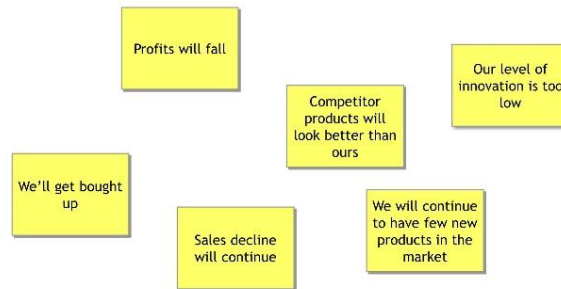 Profits will fall
Our level of
innovation is too
low
Competitor
products will
look better than
ours
We'll get bought
up
We will continue
to have few new
products in the
market
Sales decline
will continue